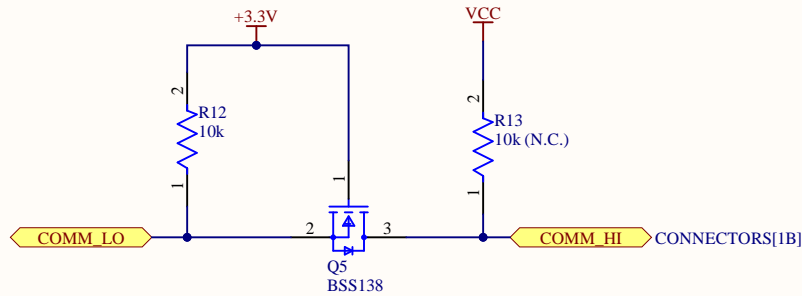 +3.3V
VCC
2
R12
10k
1
2
R13
10k (N.C.)
1
1
COMM_LO
2
3
COMM_HI
CONNECTORS[1B]
Q5
BSS138